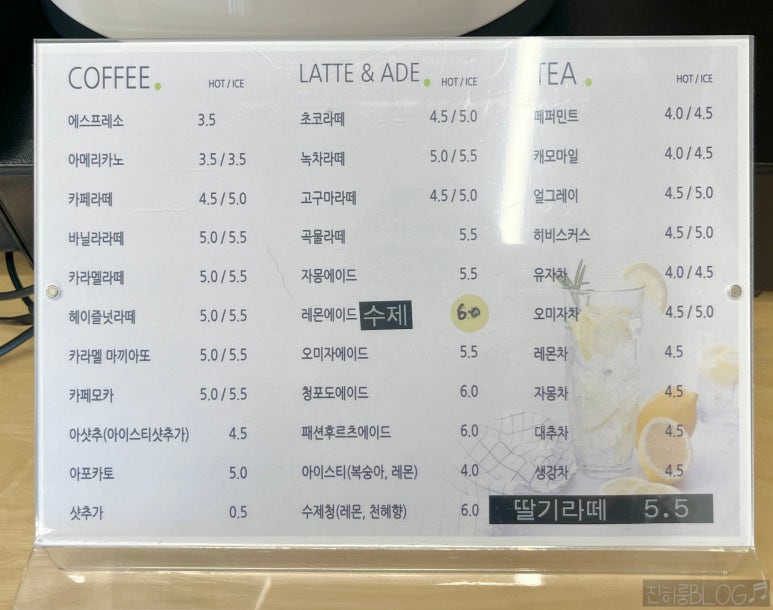 COFFEE. HOT / ICE
에스프레소 3.5
아메리카노 3.5 / 3.5
카페라떼 4.5 / 5.0
바닐라라떼 5.0 / 5.5
카라멜라떼 5.0 / 5.5
헤이즐넛라떼 5.0 / 5.5
카라멜 마끼아또 5.0 / 5.5
카페모카 5.0 / 5.5
아샷추(아이스티샷추가) 4.5
아포카토 5.0
샷추가 0.5
LATTE & ADE. HOT / ICE
초코라떼 4.5 / 5.0
녹차라떼 5.0 / 5.5
고구마라떼 4.5 / 5.0
곡물라떼 5.5
자몽에이드 5.5
레몬에이드 수제 6.0
오미자에이드 5.5
청포도에이드 6.0
패션후르츠에이드 6.0
아이스티(복숭아, 레몬) 4.0
수제청(레몬, 천혜향) 6.0
TEA . HOT / ICE
페퍼민트 4.0 / 4.5
캐모마일 4.0 / 4.5
얼그레이 4.5 / 5.0
히비스커스 4.5 / 5.0
유자차 4.0 / 4.5
오미자차 4.5 / 5.0
레몬차 4.5
자몽차 4.5
대추차 4.5
생강차 4.5
딸기라떼 5.5
진히룽BLOG